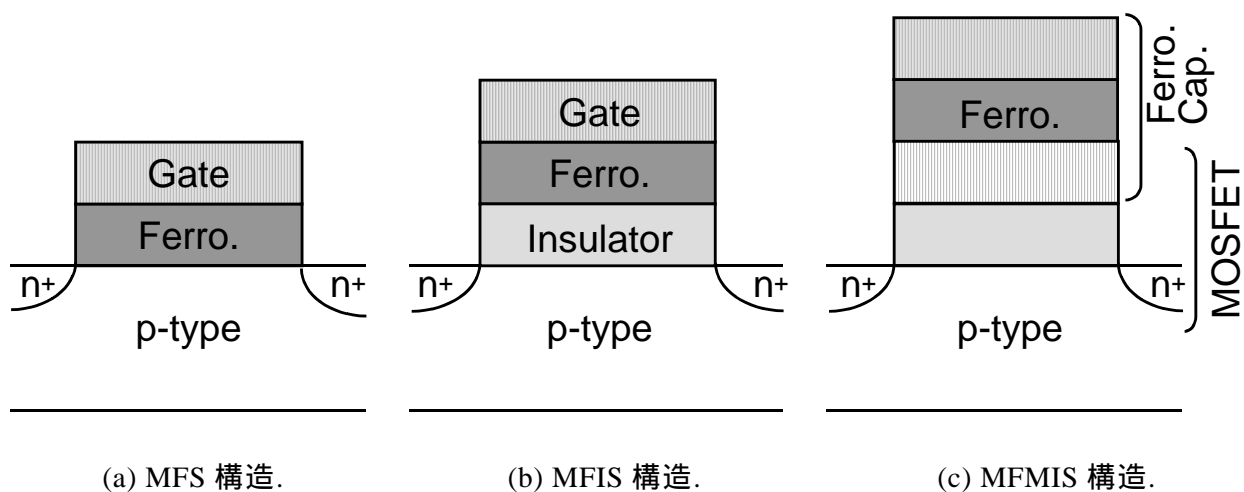 Gate
Ferro.
n+
n+
p-type
(a) MFS 構造.
Gate
Ferro.
Insulator
n+
n+
p-type
(b) MFIS 構造.
Ferro.
n+
n+
p-type
Ferro.
Cap.
MOSFET
(c) MFMIS 構造.